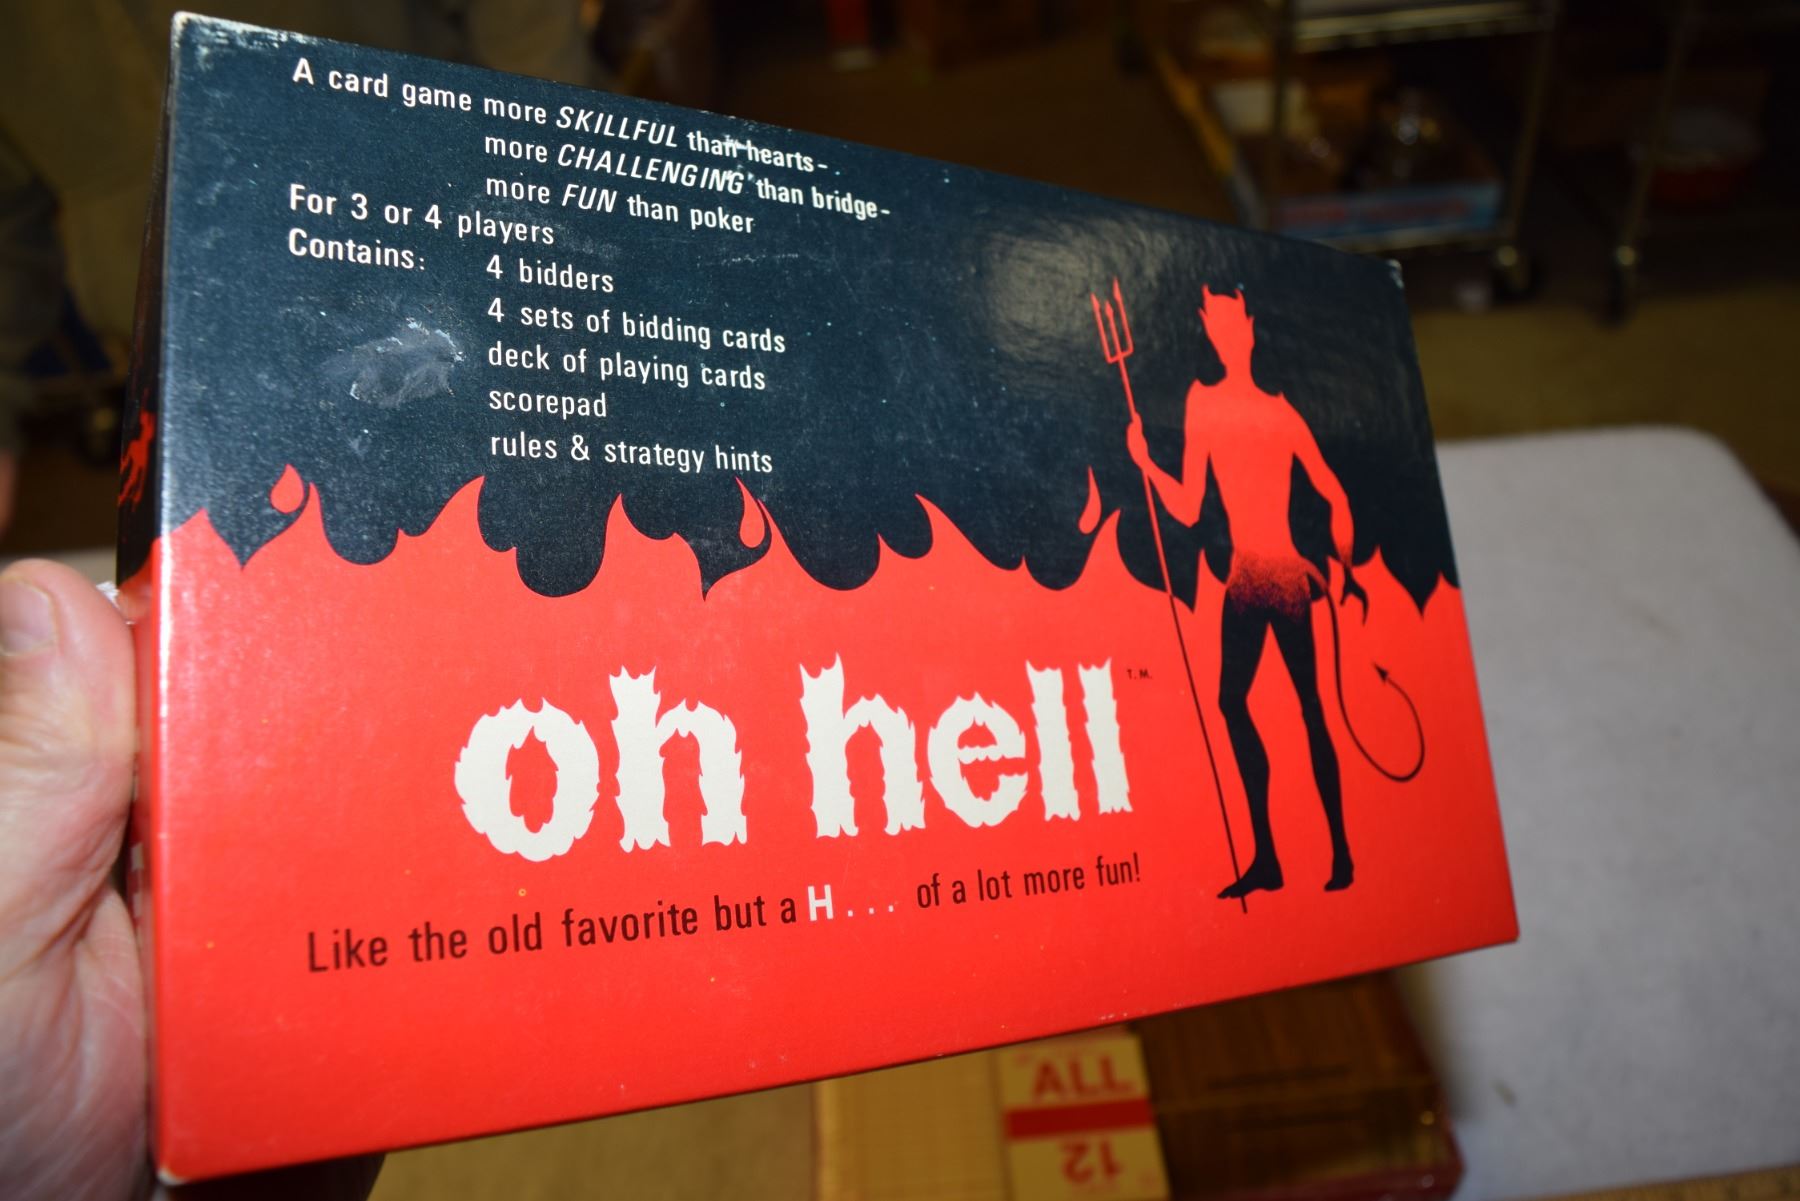 A card game more SKILLFUL than hearts-
more CHALLENGING than bridge-
more FUN than poker
For 3 or 4 players
Contains: 4 bidders
4 sets of bidding cards
deck of playing cards
scorepad
rules & strategy hints
oh hell T.M.
Like the old favorite but a H... of a lot more fun!
ALL
12